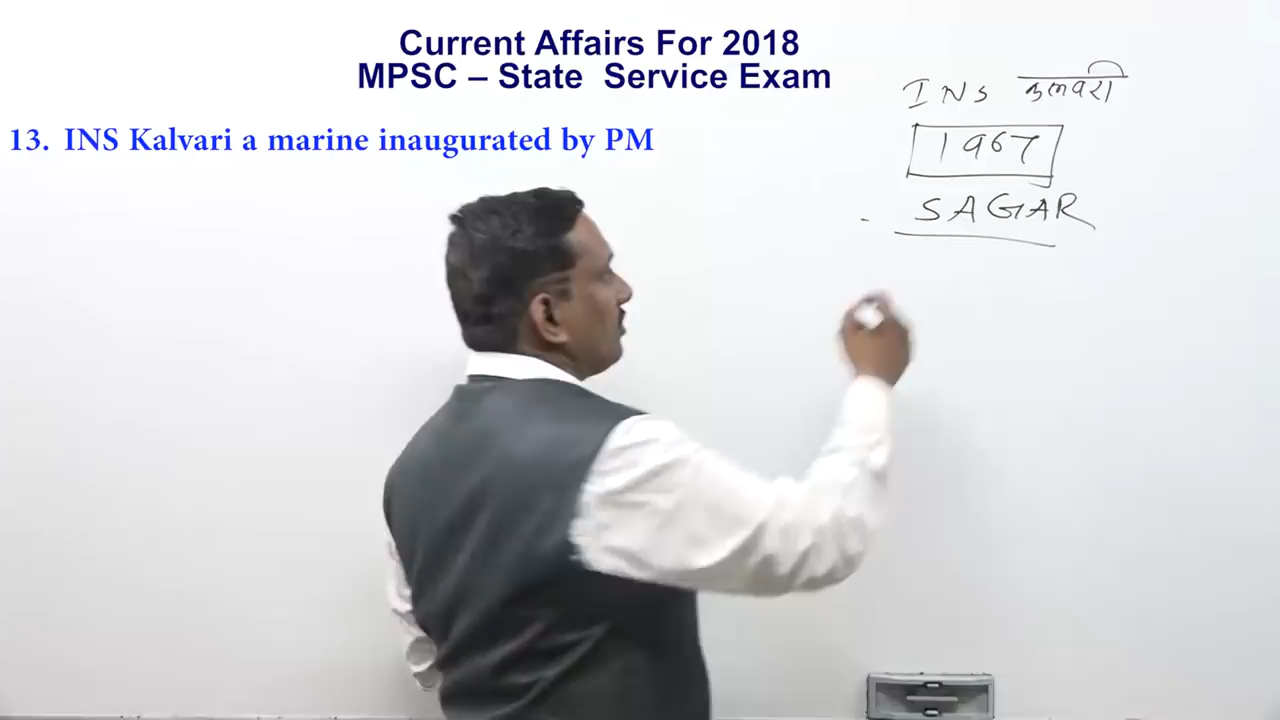 Current Affairs For 2018
MPSC – State Service Exam
13. INS Kalvari a marine inaugurated by PM
INS कलवरी
1967
SAGAR